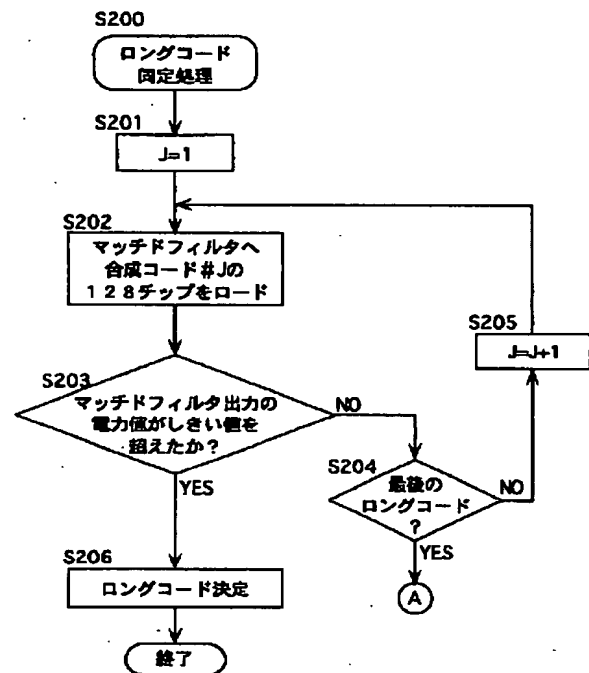 S200
ロングコード
同定処理
S201
J=1
S202
マッチドフィルタへ
合成コード#Jの
128チップをロード
S205
J=J+1
S203
マッチドフィルタ出力の
電力値がしきい値を
超えたか?
NO
YES
S204
最後の
ロングコード
?
NO
YES
A
S206
ロングコード決定
終了